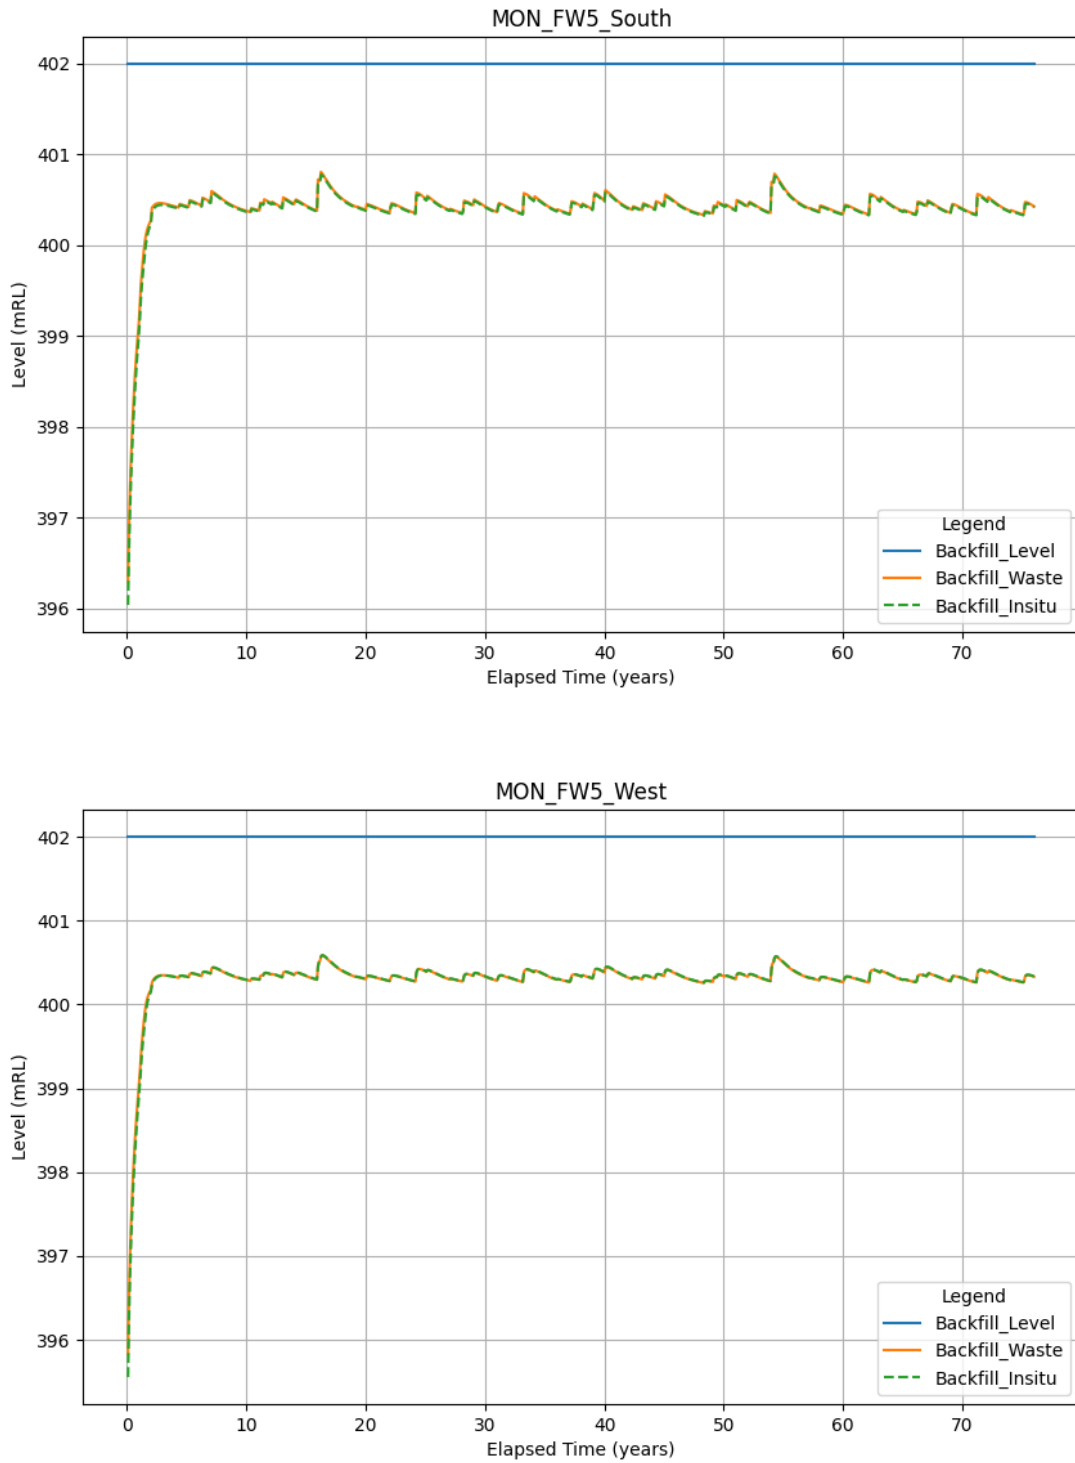 MON_FW5_South
402
401
400
399
398
397
396
Level (mRL)
0 10 20 30 40 50 60 70
Elapsed Time (years)
Legend
Backfill_Level
Backfill_Waste
Backfill_Insitu
MON_FW5_West
402
401
400
399
398
397
396
Level (mRL)
0 10 20 30 40 50 60 70
Elapsed Time (years)
Legend
Backfill_Level
Backfill_Waste
Backfill_Insitu